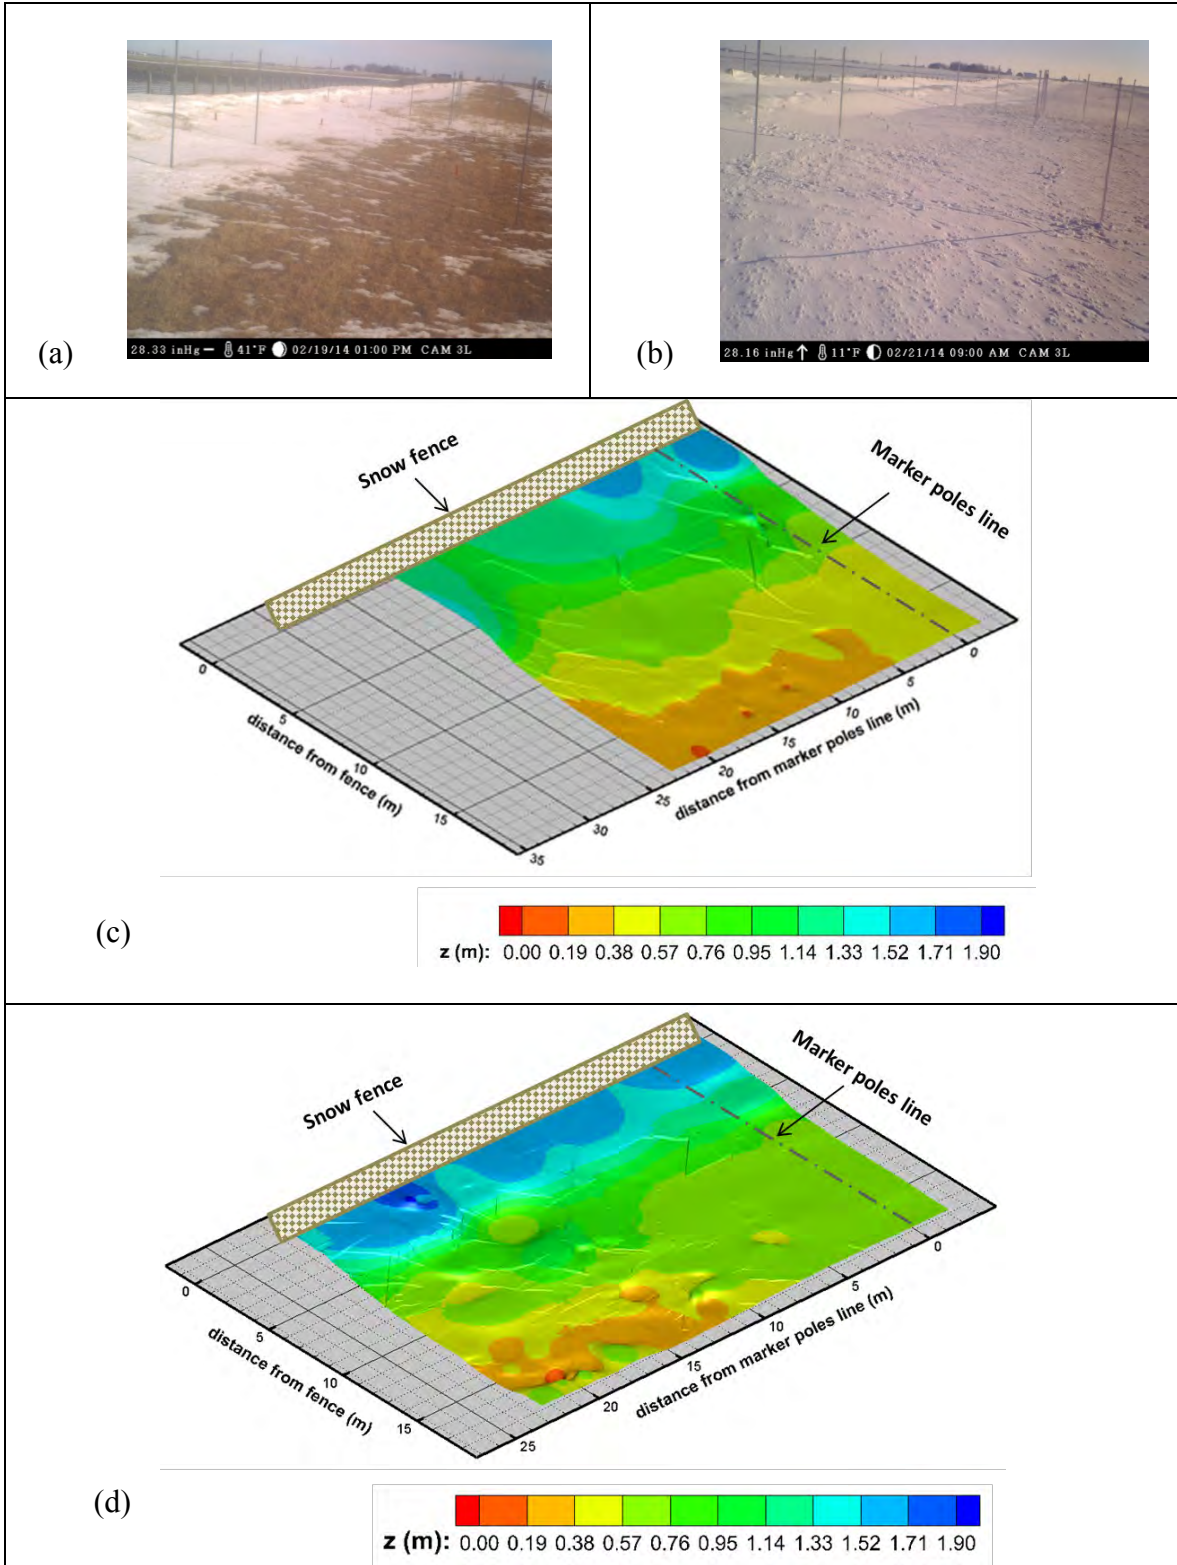 28.33 inHg 41°F 02/19/14 01:00 PM CAM 3L
(a)
28.16 inHg 11°F 02/21/14 09:00 AM CAM 3L
(b)
Snow fence
Marker poles line
0
5
10
15
distance from fence (m)
0
5
10
15
20
25
30
35
distance from marker poles line (m)
(c)
z (m): 0.00 0.19 0.38 0.57 0.76 0.95 1.14 1.33 1.52 1.71 1.90
Snow fence
Marker poles line
0
5
10
15
distance from fence (m)
0
5
10
15
20
25
distance from marker poles line (m)
(d)
z (m): 0.00 0.19 0.38 0.57 0.76 0.95 1.14 1.33 1.52 1.71 1.90